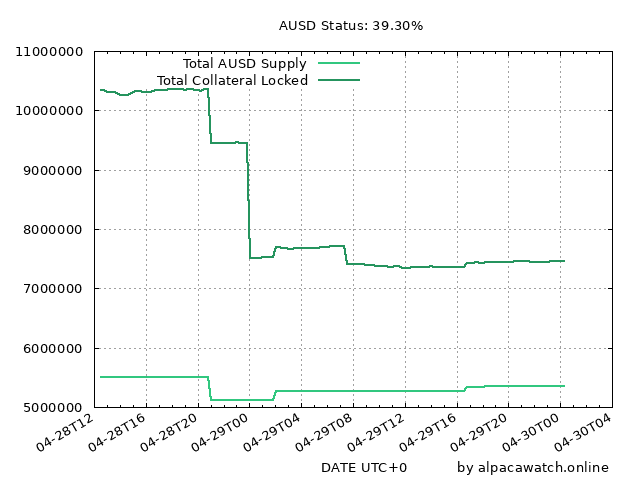 AUSD Status: 39.30%
11000000
Total AUSD Supply
Total Collateral Locked
10000000
9000000
8000000
7000000
6000000
5000000
04-28T12
04-28T16
04-28T20
04-29T00
04-29T04
04-29T08
04-29T12
04-29T16
04-29T20
04-30T00
04-30T04
DATE UTC+0
by alpacawatch.online